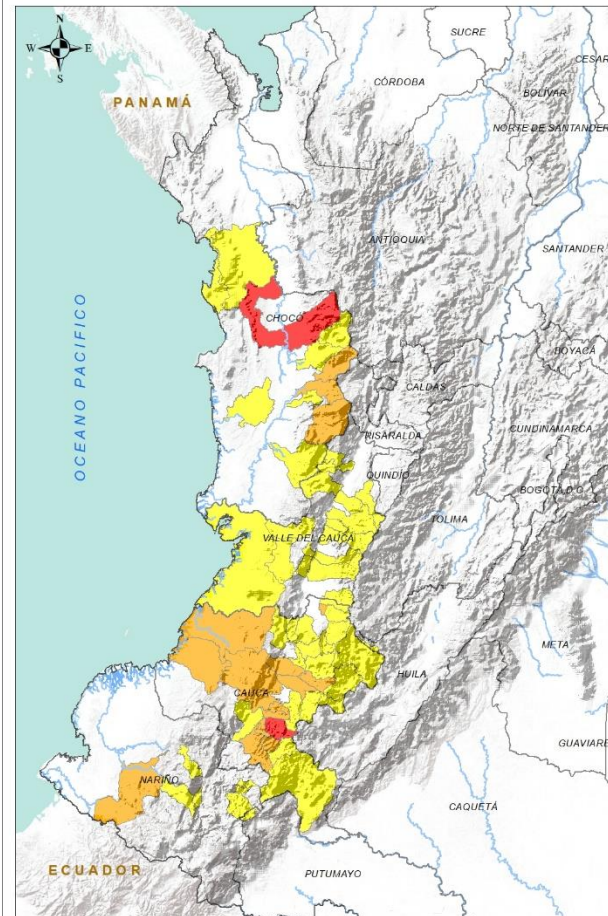 SUCRE
N
W E
S
CÓRDOBA
CESAR
BOLÍVAR
PANAMÁ
NORTE DE SANTANDER
ANTIOQUIA
SANTANDER
CHOCÓ
BOYACÁ
OCEANO PACIFICO
CALDAS
CUNDINAMARCA
RISARALDA
QUINDÍO
BOGOTÁ D.C.
TOLIMA
VALLE DEL CAUCA
META
HUILA
CAUCA
GUAVIARE
NARIÑO
CAQUETÁ
ECUADOR
PUTUMAYO